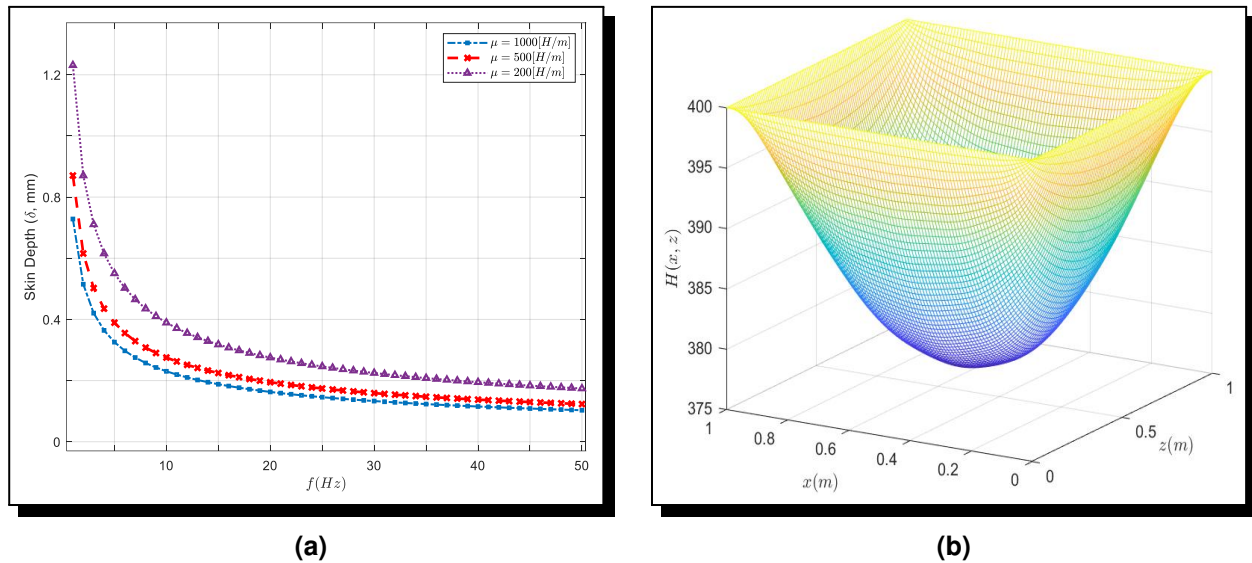 μ = 1000[H/m]
μ = 500[H/m]
μ = 200[H/m]
Skin Depth (δ, mm)
1.2
0.8
0.4
0
10
20
30
40
50
f(Hz)
(a)
H(x, z)
400
395
390
385
380
375
1
0.8
0.6
0.4
0.2
0
x(m)
0
0.5
1
z(m)
(b)